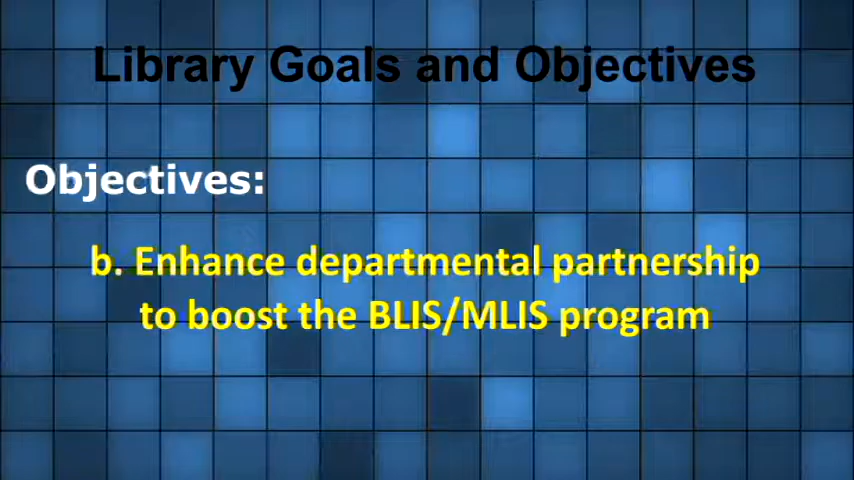 Library Goals and Objectives
Objectives:
b. Enhance departmental partnership
to boost the BLIS/MLIS program